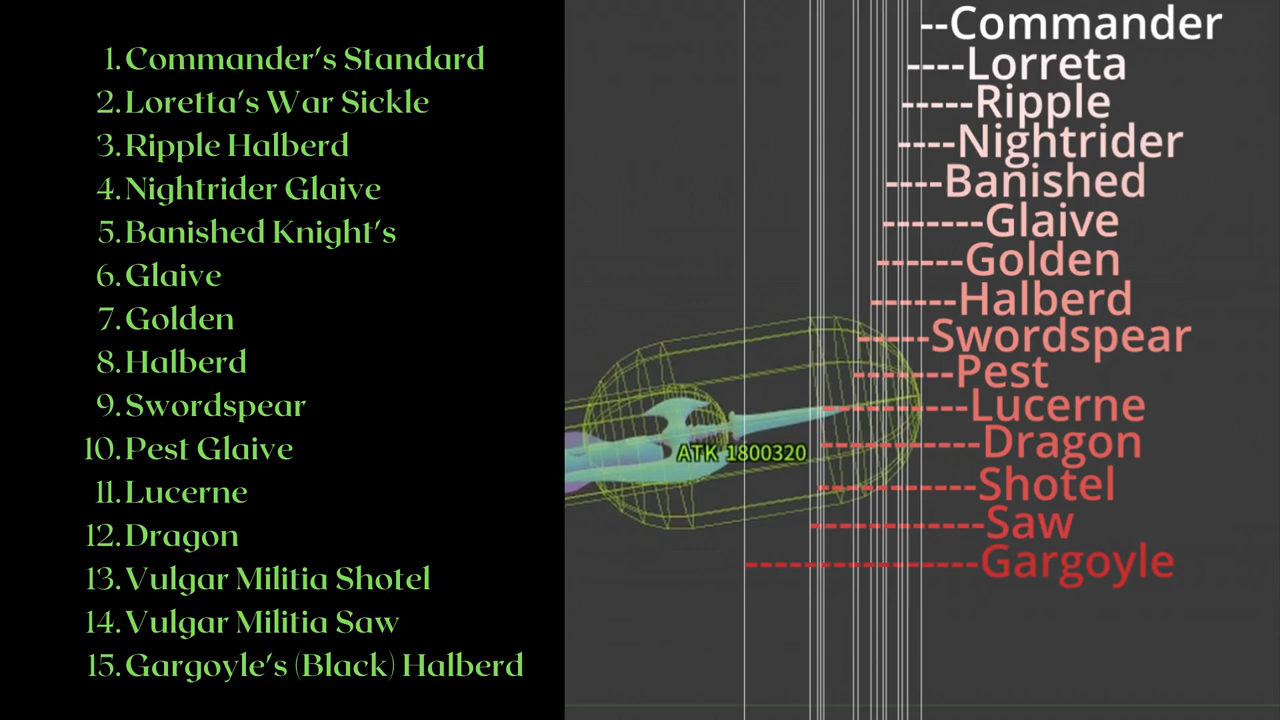 1. Commander's Standard
2. Loretta's War Sickle
3. Ripple Halberd
4. Nightrider Glaive
5. Banished Knight's
6. Glaive
7. Golden
8. Halberd
9. Swordspear
10. Pest Glaive
11. Lucerne
12. Dragon
13. Vulgar Militia Shotel
14. Vulgar Militia Saw
15. Gargoyle's (Black) Halberd
--Commander
----Lorreta
-----Ripple
----Nightrider
----Banished
-------Glaive
------Golden
------Halberd
-----Swordspear
-------Pest
----------Lucerne
-----------Dragon
-----------Shotel
------------Saw
----------------Gargoyle
ATK 1800320